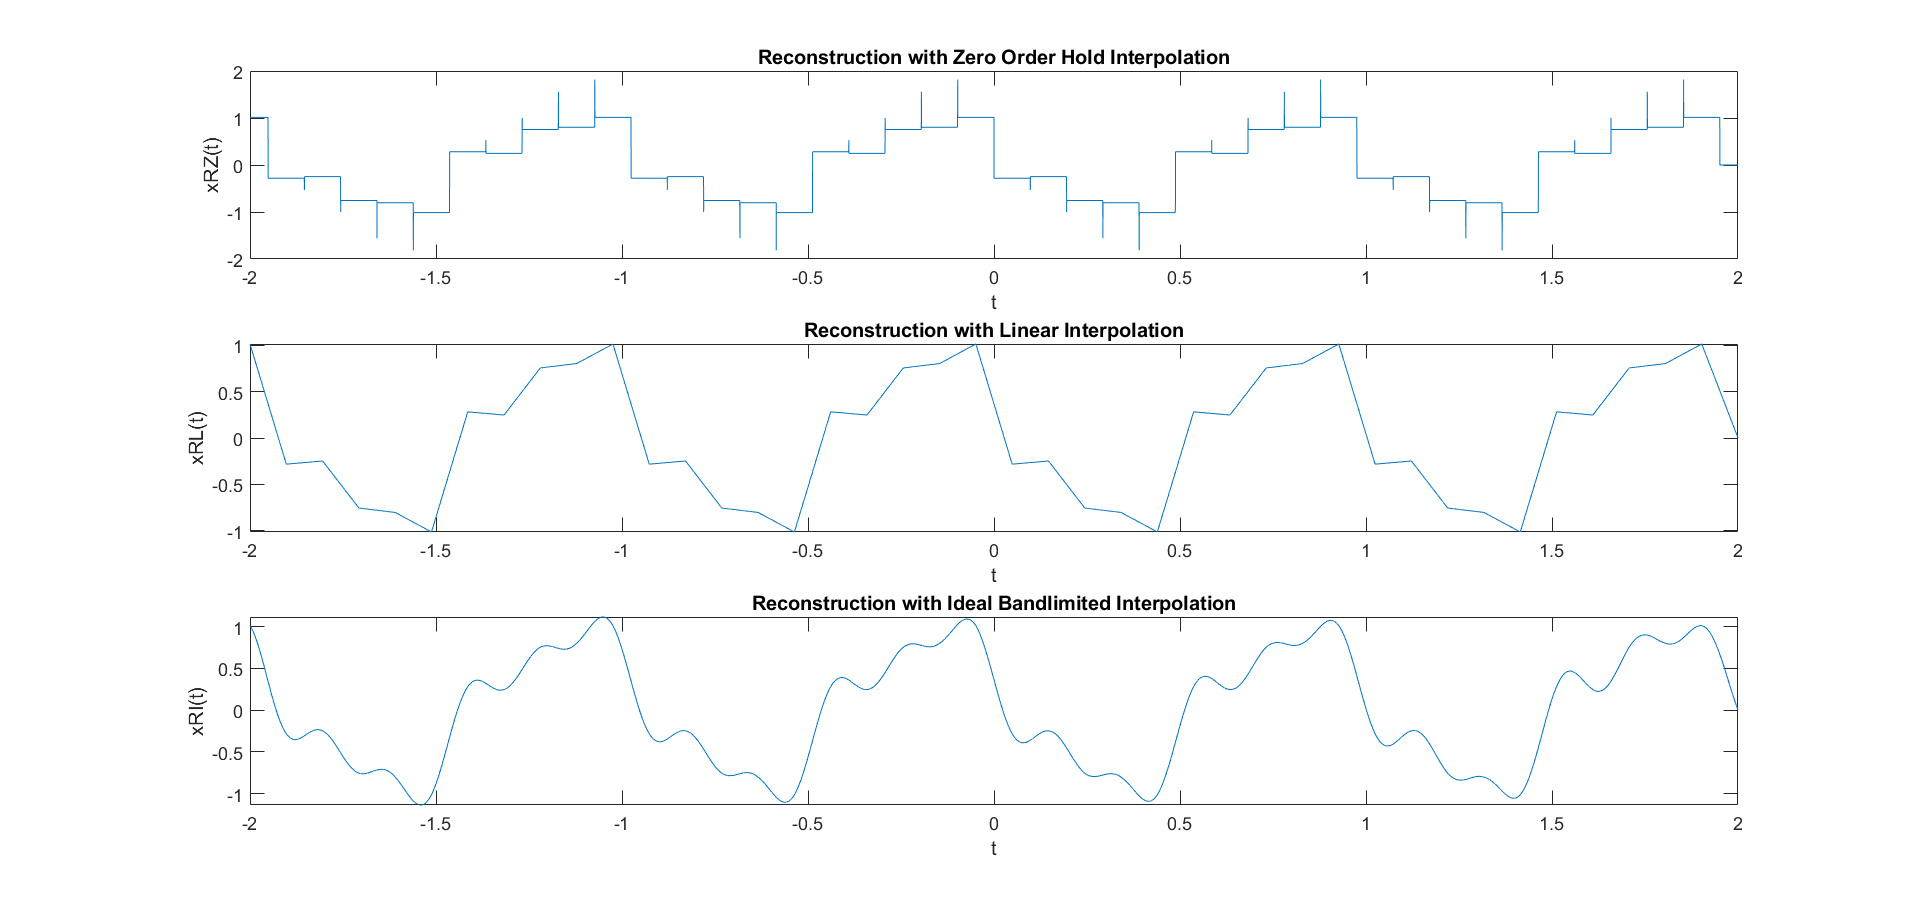 Reconstruction with Zero Order Hold Interpolation
2
1
0
-1
-2
xRZ(t)
-2 -1.5 -1 -0.5 0 0.5 1 1.5 2
t
Reconstruction with Linear Interpolation
1
0.5
0
-0.5
-1
xRL(t)
-2 -1.5 -1 -0.5 0 0.5 1 1.5 2
t
Reconstruction with Ideal Bandlimited Interpolation
1
0.5
0
-0.5
-1
xRI(t)
-2 -1.5 -1 -0.5 0 0.5 1 1.5 2
t